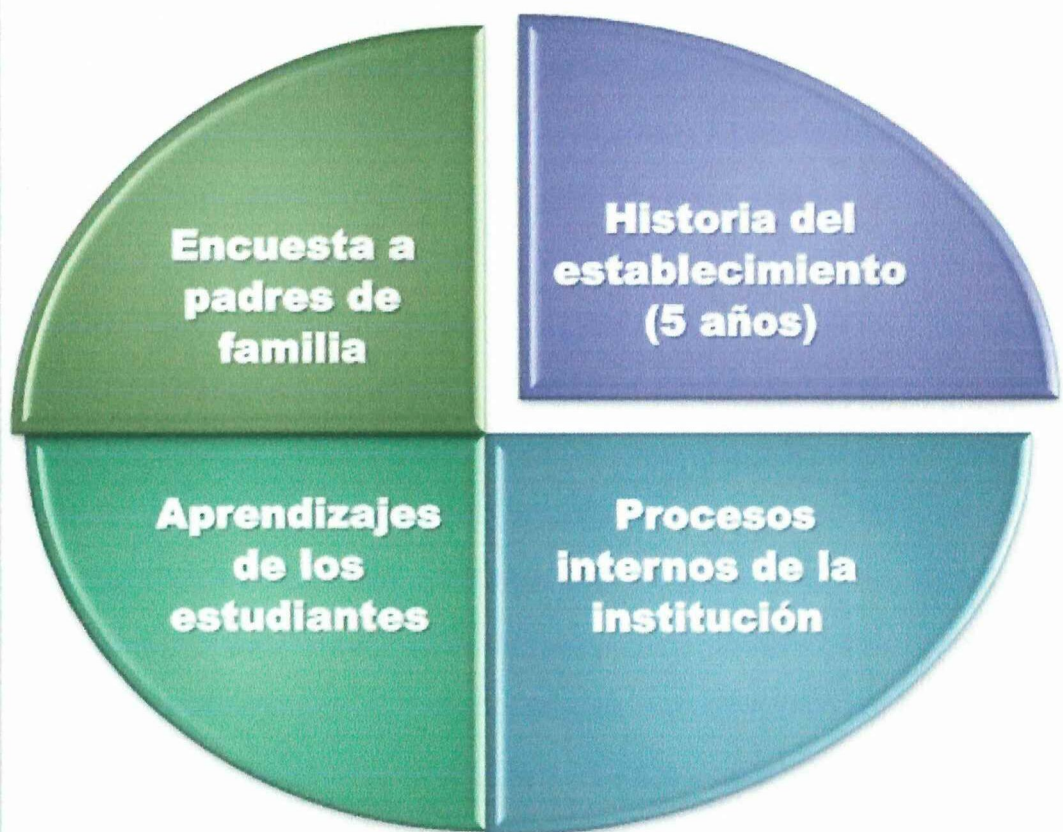 Encuesta a
padres de
familia
Historia del
establecimiento
(5 años)
Aprendizajes
de los
estudiantes
Procesos
internos de la
institución